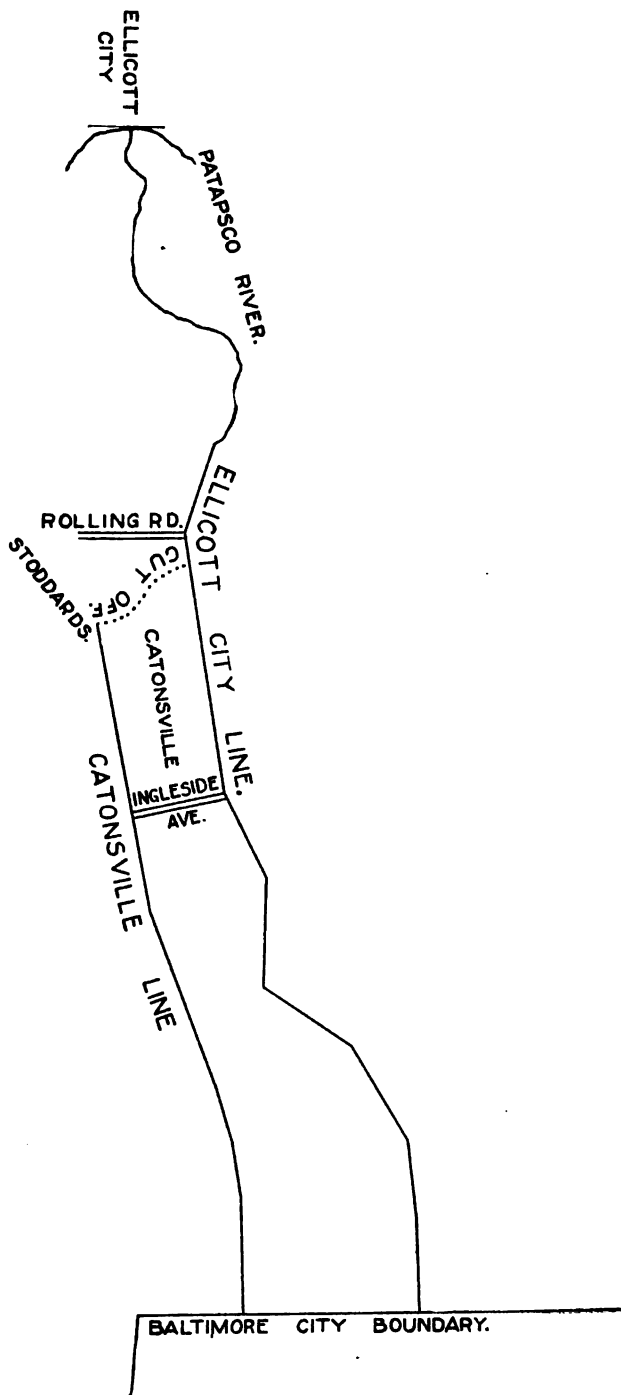 ELLICOTT
CITY
PATAPSCO RIVER.
ELLICOTT CITY LINE.
ROLLING RD.
CUT OFF.
STODDARDS.
CATONSVILLE
INGLESIDE
AVE.
CATONSVILLE LINE
BALTIMORE CITY BOUNDARY.